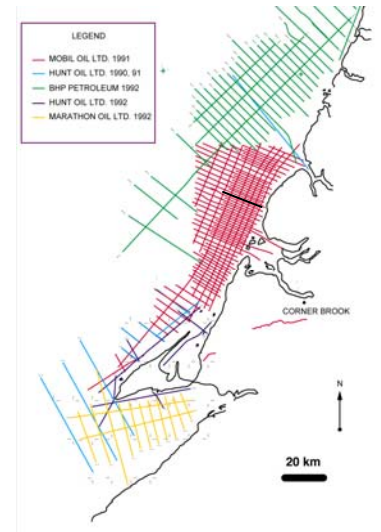 LEGEND
MOBIL OIL LTD. 1991
HUNT OIL LTD. 1990, 91
BHP PETROLEUM 1992
HUNT OIL LTD. 1992
MARATHON OIL LTD. 1992
CORNER BROOK
N
20 km